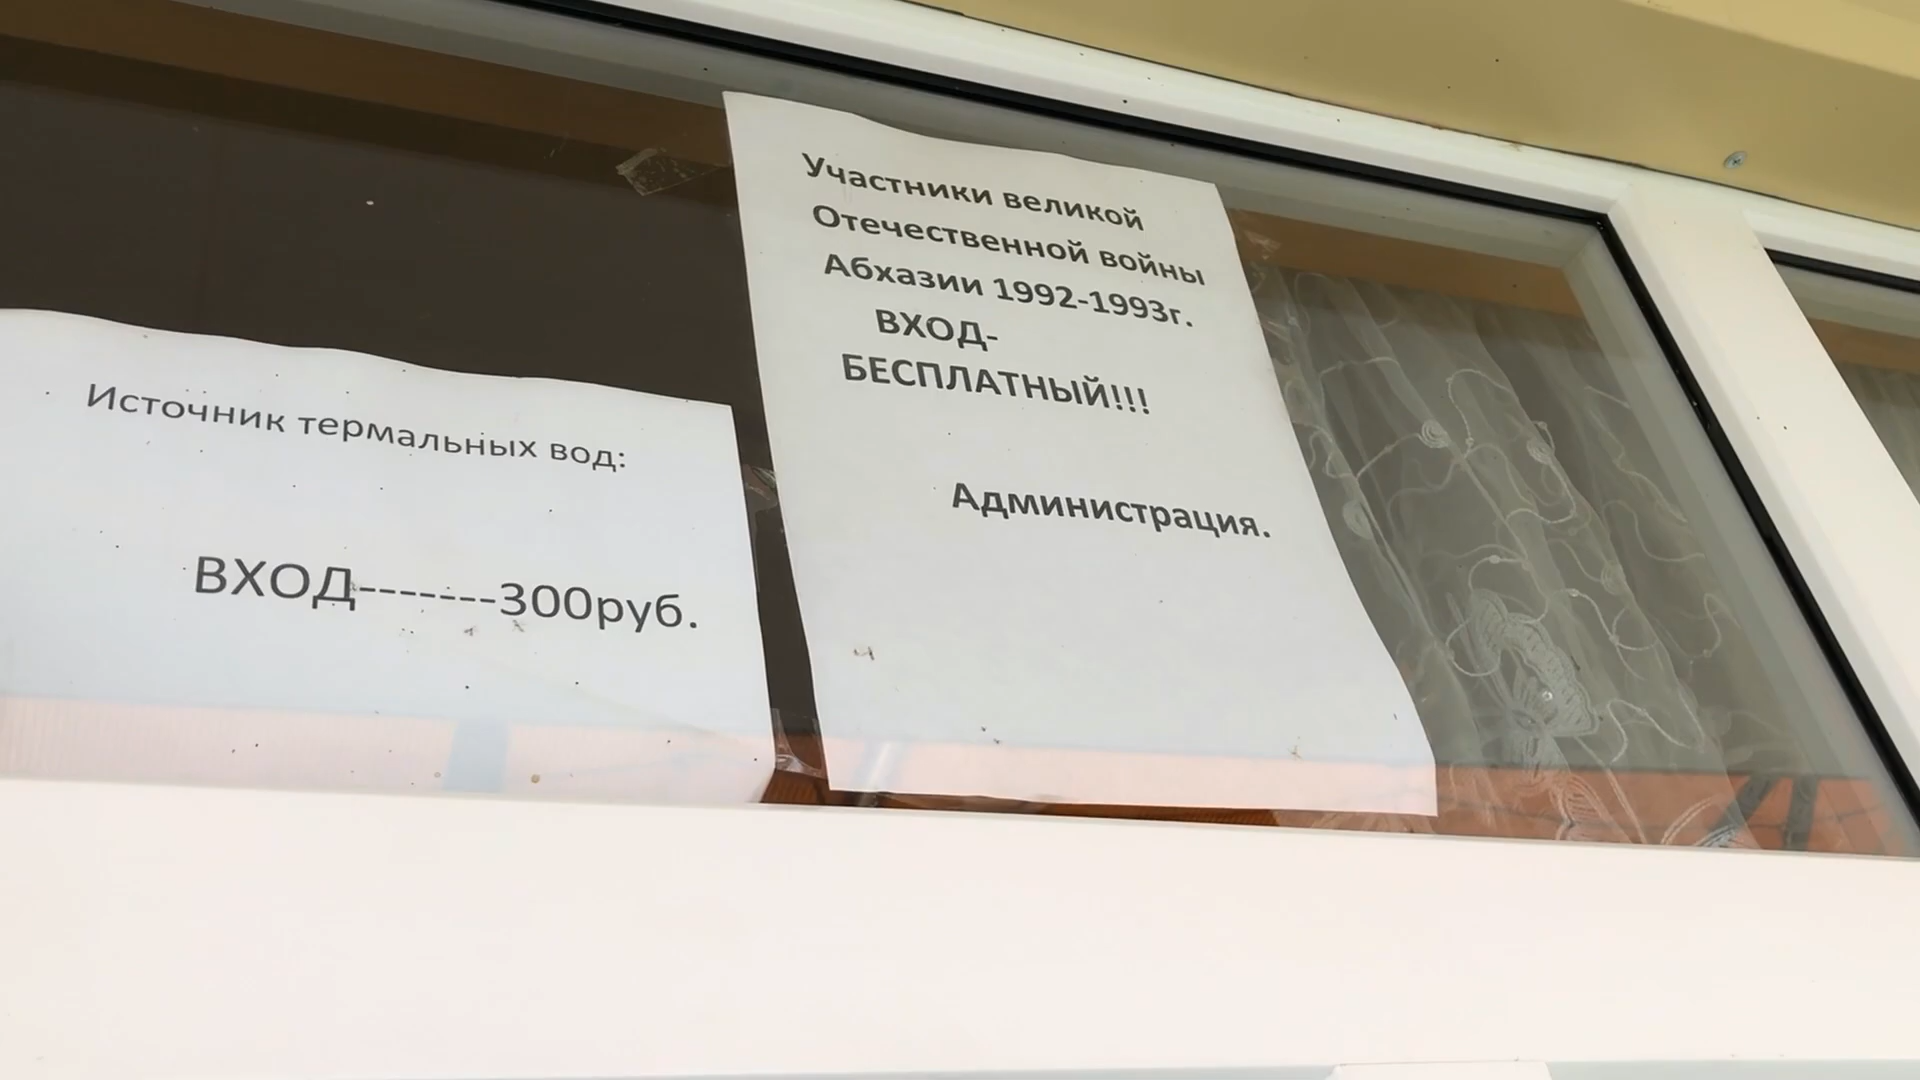 Источник термальных вод:
ВХОД-------300руб.
Участники великой
Отечественной войны
Абхазии 1992-1993г.
ВХОД-
БЕСПЛАТНЫЙ!!!
Администрация.